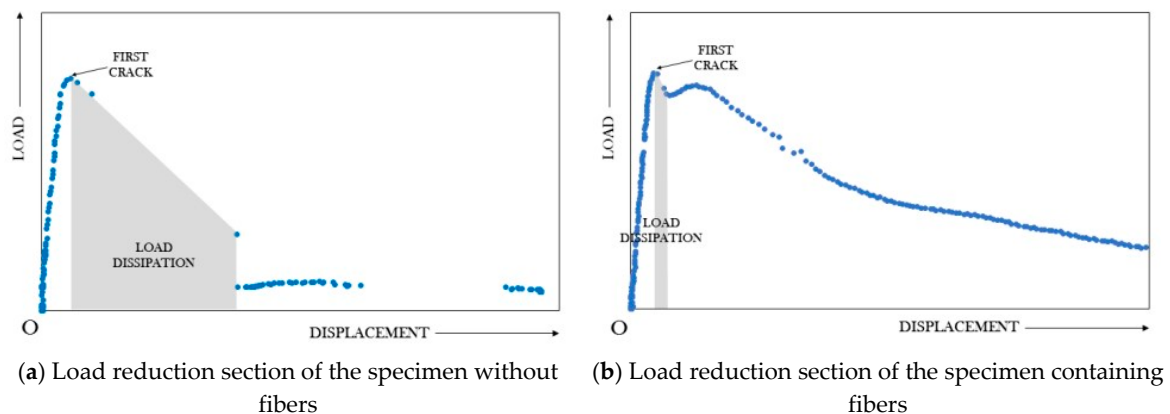 LOAD
FIRST
CRACK
LOAD
DISSIPATION
O
DISPLACEMENT
(a) Load reduction section of the specimen without
fibers
LOAD
FIRST
CRACK
LOAD
DISSIPATION
O
DISPLACEMENT
(b) Load reduction section of the specimen containing
fibers